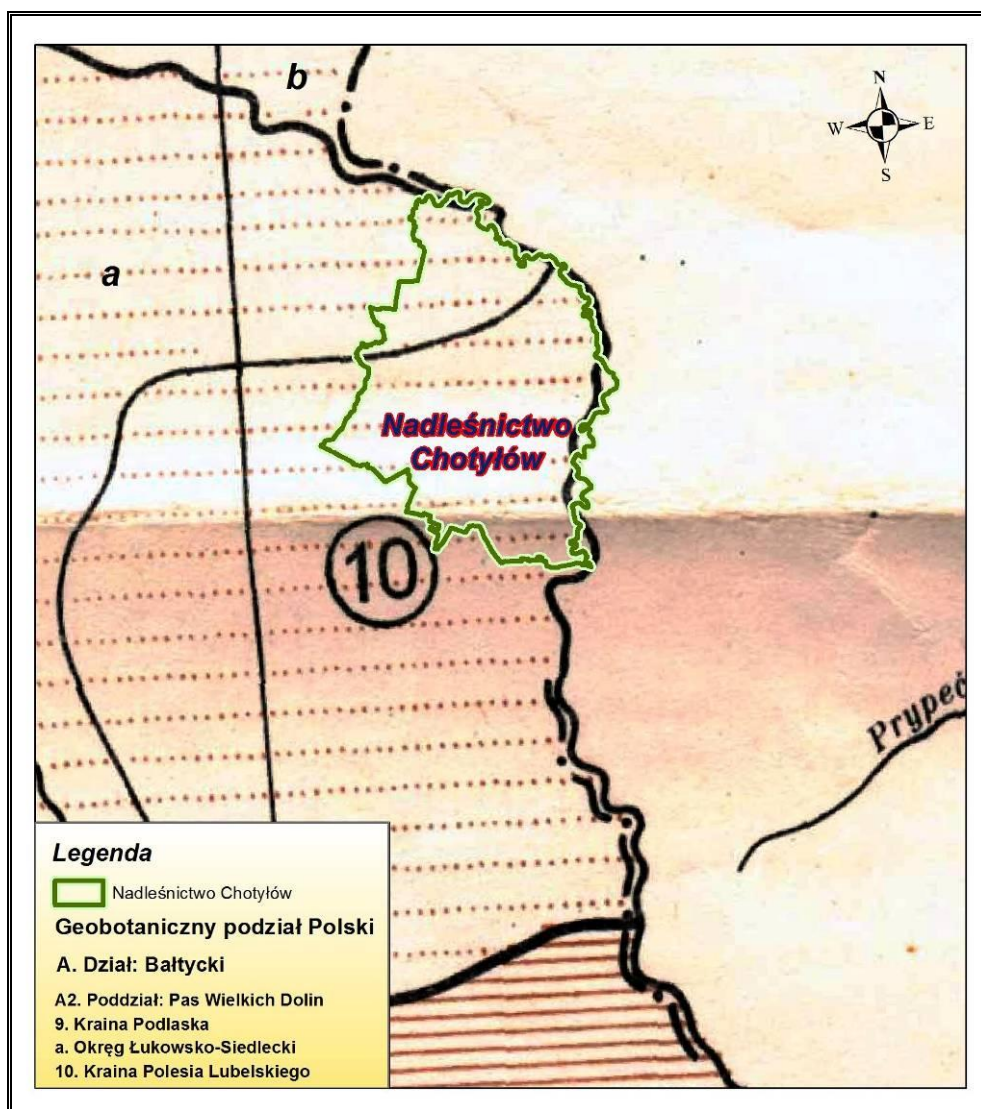 b
N
W E
S
a
Nadleśnictwo
Chotyłów
10
Prypeć
Legenda
Nadleśnictwo Chotyłów
Geobotaniczny podział Polski
A. Dział: Bałtycki
A2. Poddział: Pas Wielkich Dolin
9. Kraina Podlaska
a. Okręg Łukowsko-Siedlecki
10. Kraina Polesia Lubelskiego